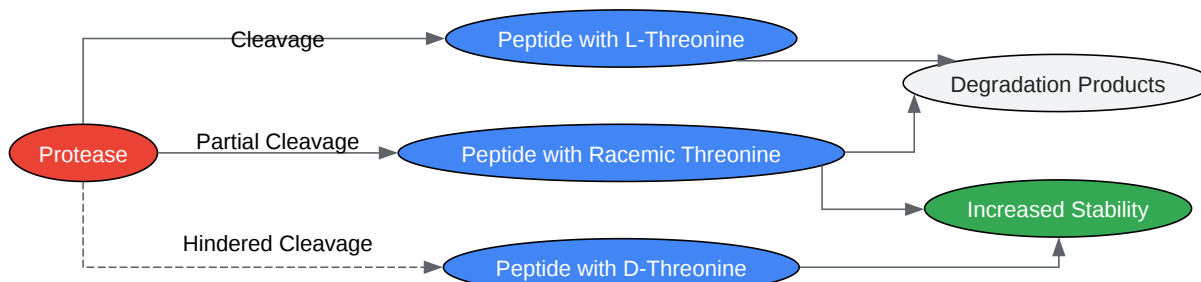 Cleavage
Peptide with L-Threonine
Degradation Products
Protease
Partial Cleavage
Peptide with Racemic Threonine
Increased Stability
Hindered Cleavage
Peptide with D-Threonine